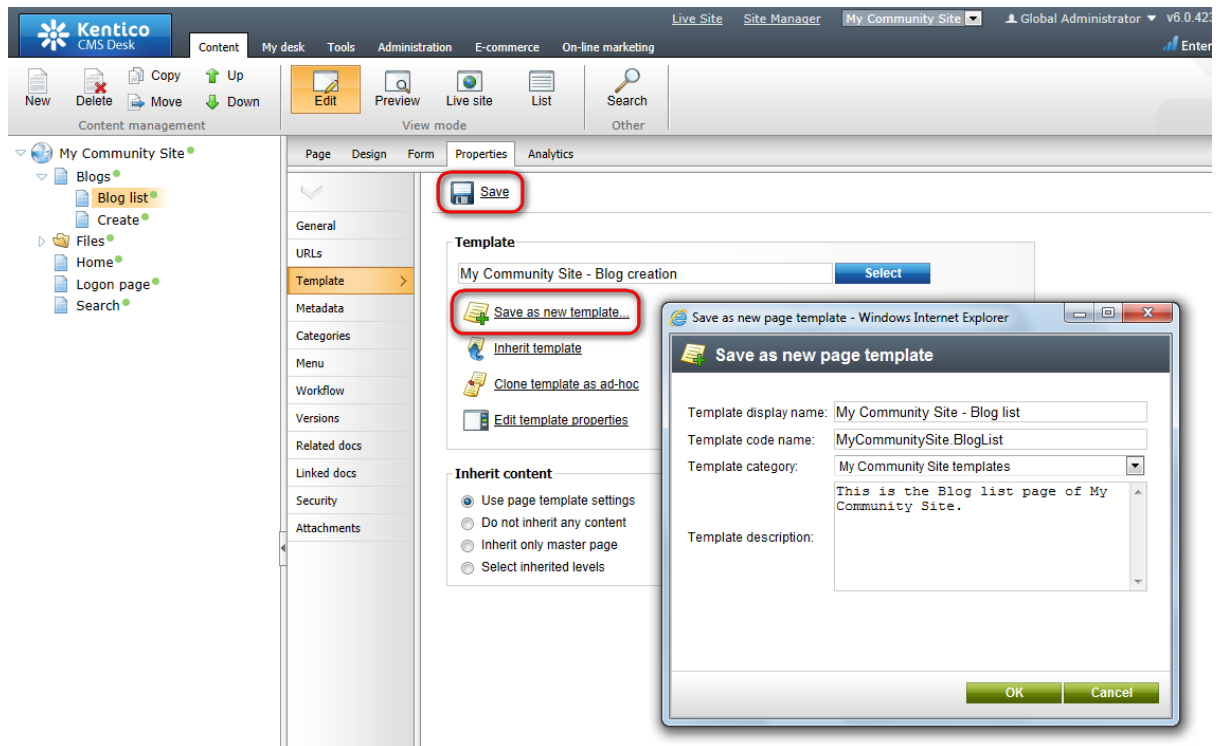 Live Site Site Manager My Community Site Global Administrator v6.0.423
Kentico
CMS Desk
Content My desk Tools Administration E-commerce On-line marketing Enter
New Delete Copy Move Up Down Edit Preview Live site List Search
Content management View mode Other
My Community Site
Blogs
Blog list
Create
Files
Home
Logon page
Search
Page Design Form Properties Analytics
Save
General
URLs
Template
Metadata
Categories
Menu
Workflow
Versions
Related docs
Linked docs
Security
Attachments
Template
My Community Site - Blog creation Select
Save as new template...
Inherit template
Clone template as ad-hoc
Edit template properties
Inherit content
Use page template settings
Do not inherit any content
Inherit only master page
Select inherited levels
Save as new page template - Windows Internet Explorer
Save as new page template
Template display name: My Community Site - Blog list
Template code name: MyCommunitySite.BlogList
Template category: My Community Site templates
Template description: This is the Blog list page of My
Community Site.
OK Cancel